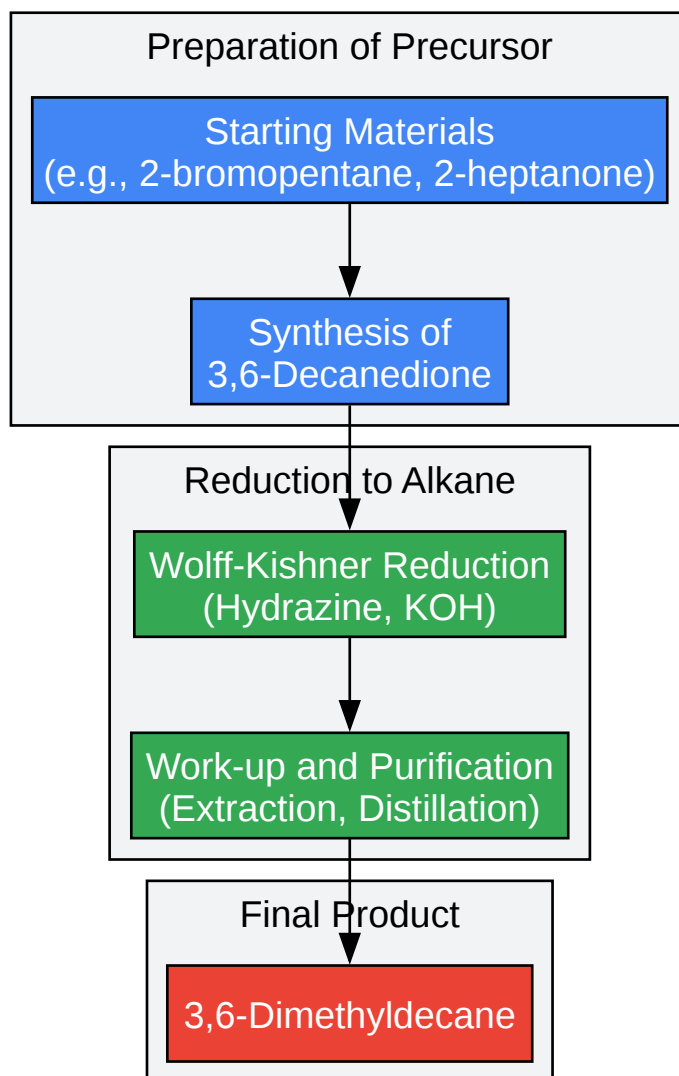 Preparation of Precursor
Starting Materials
(e.g., 2-bromopentane, 2-heptanone)
Synthesis of
3,6-Decanedione
Reduction to Alkane
Wolff-Kishner Reduction
(Hydrazine, KOH)
Work-up and Purification
(Extraction, Distillation)
Final Product
3,6-Dimethyldecane